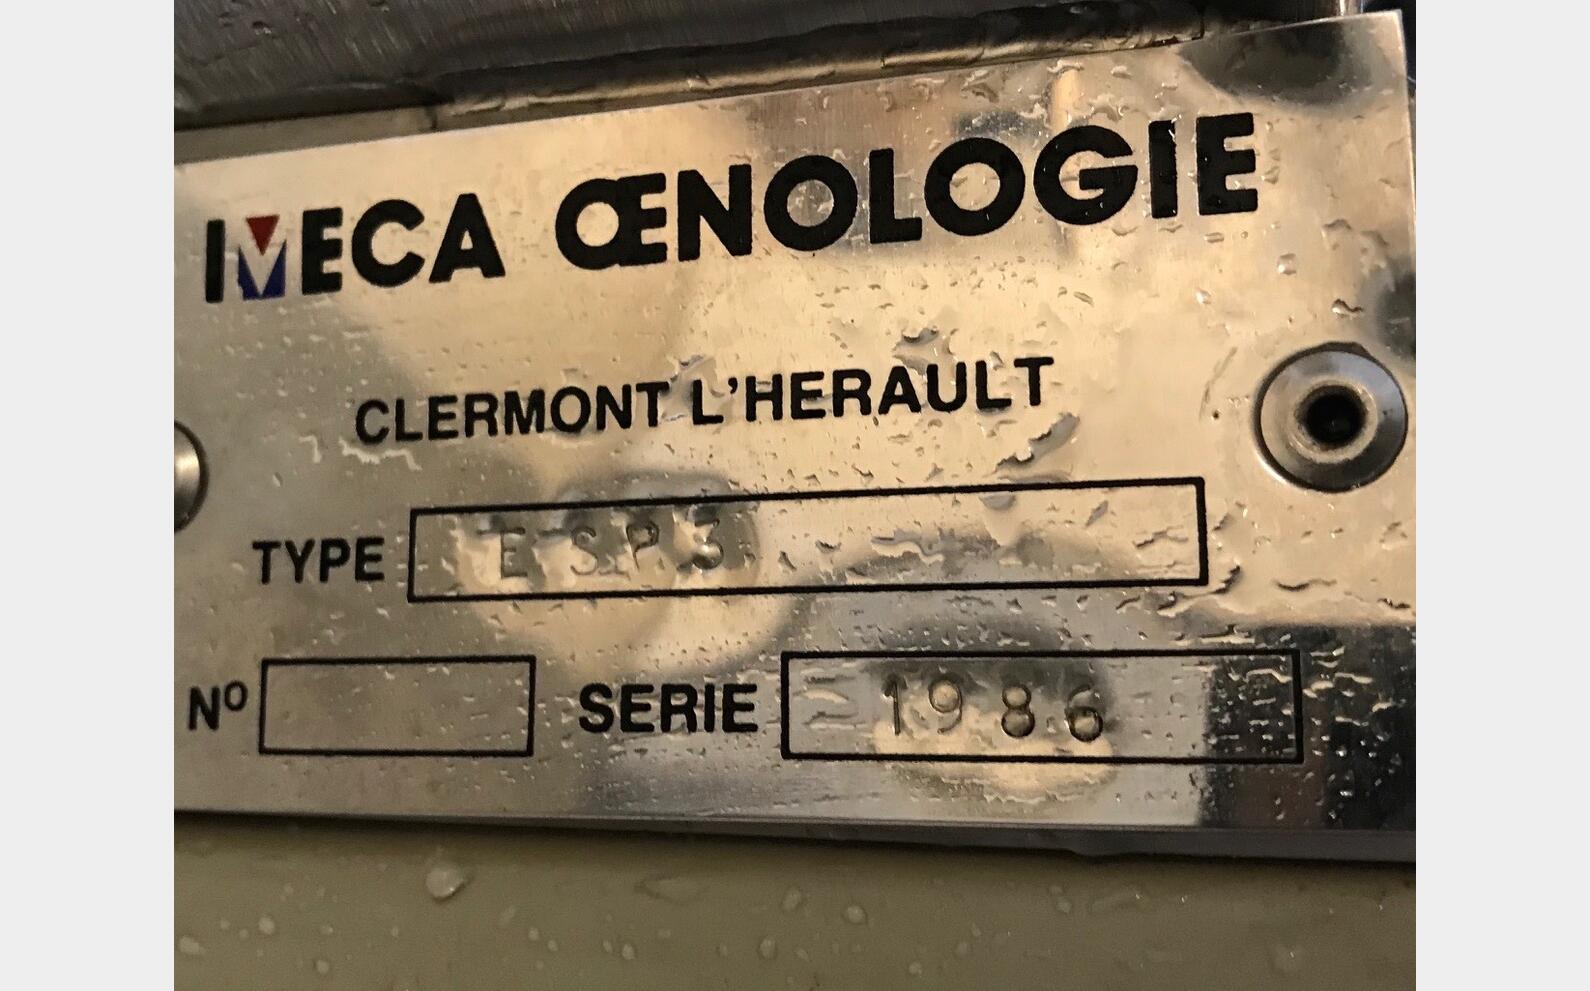 MECA ŒNOLOGIE
CLERMONT L'HERAULT
TYPE ESP3
Nº
SERIE 1986